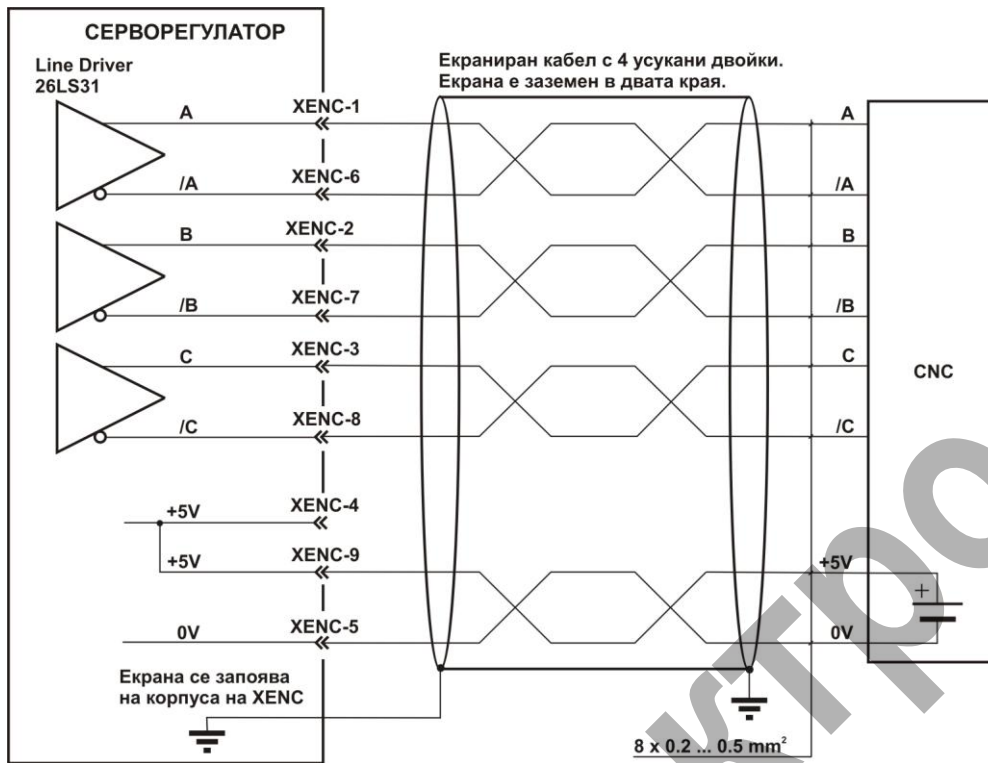 СЕРВОРЕГУЛАТОР
Line Driver
26LS31
Екраниран кабел с 4 усукани двойки.
Екрана е заземен в двата края.
A
XENC-1
A
/A
XENC-6
/A
B
XENC-2
B
/B
XENC-7
/B
C
XENC-3
C
CNC
/C
XENC-8
/C
+5V
XENC-4
+5V
XENC-9
+5V
+
0V
XENC-5
0V
Екрана се запоява
на корпуса на XENC
8 x 0.2 ... 0.5 mm²